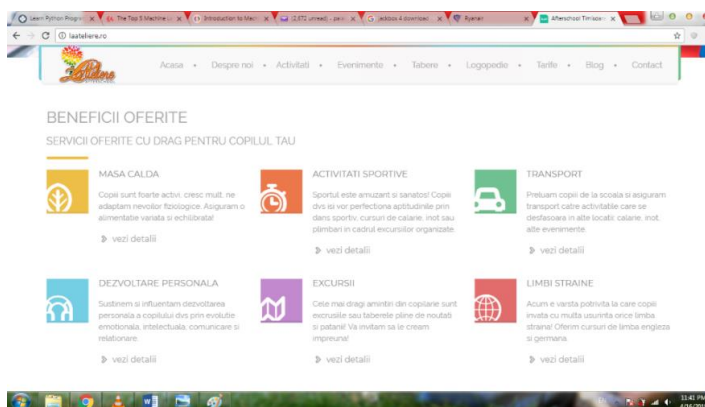 Learn Python Progra
The Top 5 Machine
Introduction to Mach
(2,672 unread)
jackbox 4 download
Ryanair
Afterschool Timisoa
laatekere.ro
Acasa • Despre noi • Activitati • Evenimente • Tabere • Logopedie • Tarife • Blog • Contact
BENEFICII OFERITE
SERVICII OFERITE CU DRAG PENTRU COPILUL TAU
MASA CALDA
Copiii sunt foarte activi, cresc mult, ne
adaptam nevoilor fiziologice. Asiguram o
alimentatie variata si echilibrata!
vezi detalii
ACTIVITATI SPORTIVE
Sportul este amuzant si sanatos! Copiii
dvs isi vor perfectiona aptitudinile prin
dans sportiv, cursuri de calarie, inot sau
plimbari in cadrul excursiilor organizate.
vezi detalii
TRANSPORT
Preluam copiii de la scoala si asiguram
transport catre activitatile care se
desfasoara in alte locatii: calarie, inot,
alte evenimente.
vezi detalii
DEZVOLTARE PERSONALA
Sustinem si influentam dezvoltarea
personala a copilului dvs prin evolutie
emotionala, intelectuala, comunicare si
relationare.
vezi detalii
EXCURSII
Cele mai dragi amintiri din copilarie sunt
excrusiile sau taberele pline de noutati
si patanii! Va invitam sa le cream
impreuna!
vezi detalii
LIMBI STRAINE
Acum e varsta potrivita la care copiii
invata cu multa usurinta orice limba
straina! Oferim cursuri de limba engleza
si germana.
vezi detalii
11:41 PM